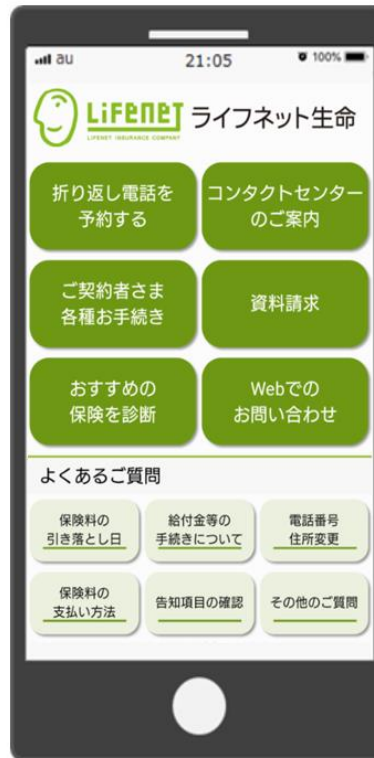 au 21:05 100%
LIFENET ライフネット生命
LIFENET INSURANCE COMPANY
折り返し電話を
予約する
コンタクトセンター
のご案内
ご契約者さま
各種お手続き
資料請求
おすすめの
保険を診断
Webでの
お問い合わせ
よくあるご質問
保険料の
引き落とし日
給付金等の
手続きについて
電話番号
住所変更
保険料の
支払い方法
告知項目の確認
その他のご質問